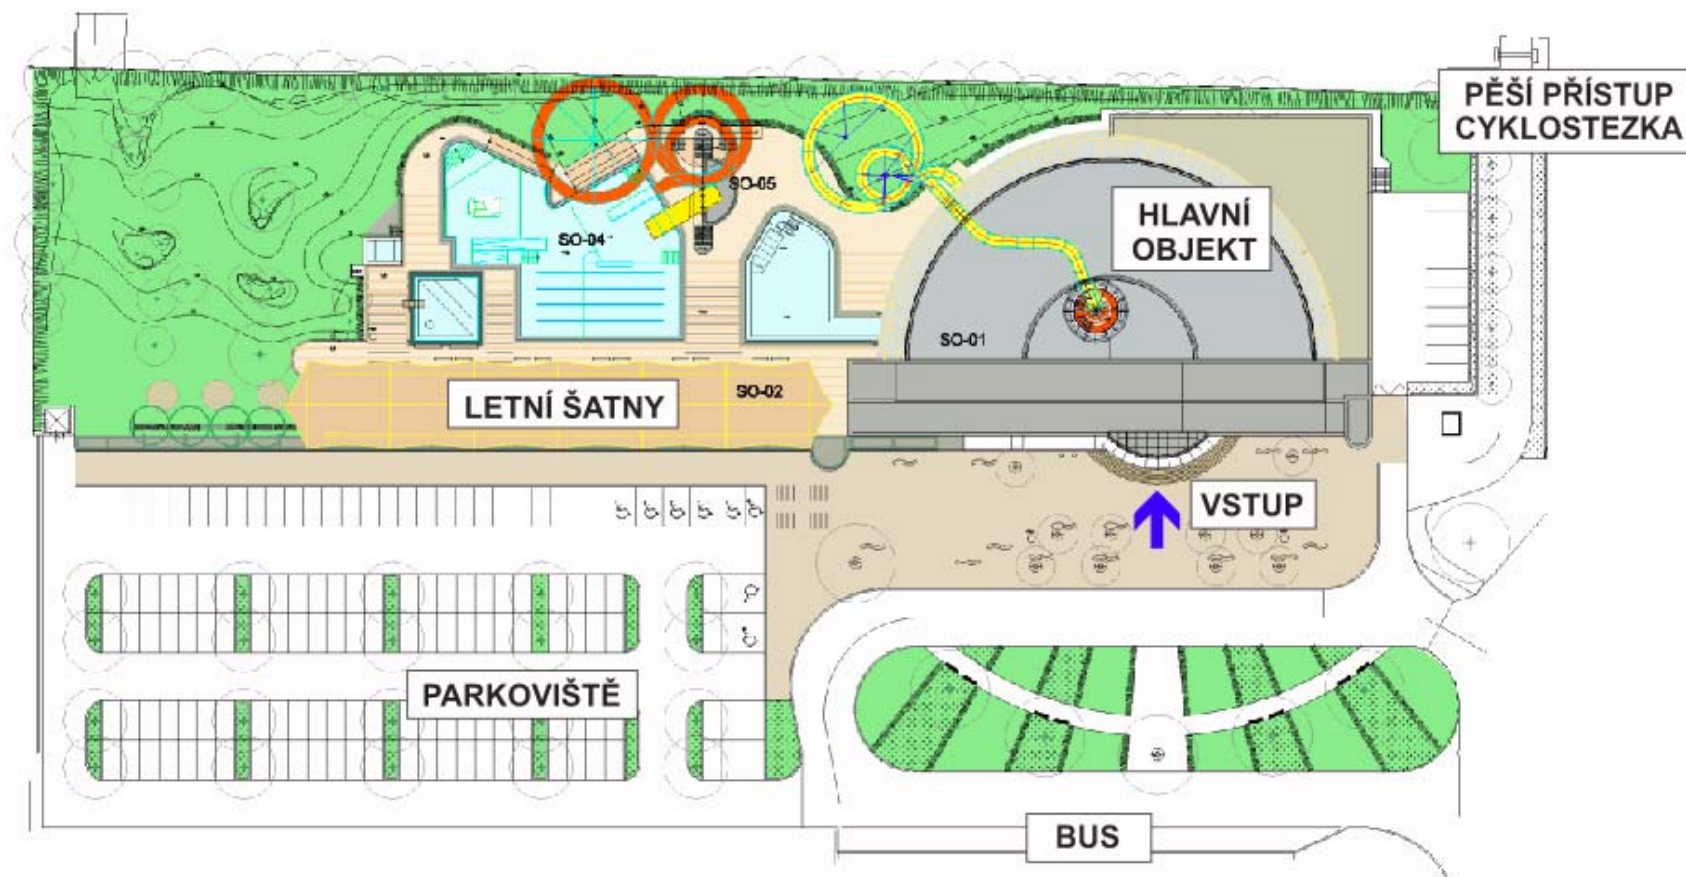 PĚŠÍ PŘÍSTUP
CYKLOSTEZKA
SO-05
HLAVNÍ
OBJEKT
SO-04
SO-01
LETNÍ ŠATNY
SO-02
VSTUP
PARKOVIŠTĚ
BUS